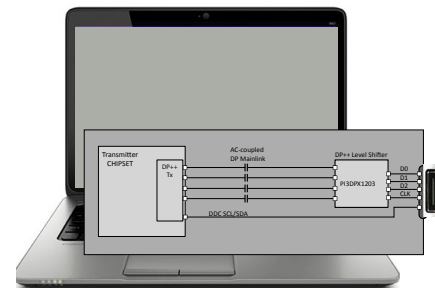 Transmitter
CHIPSET
DP++
Tx
AC-coupled
DP Mainlink
DP++ Level Shifter
PI3DPX1203
D0
D1
D2
CLK
DDC SCL/SDA